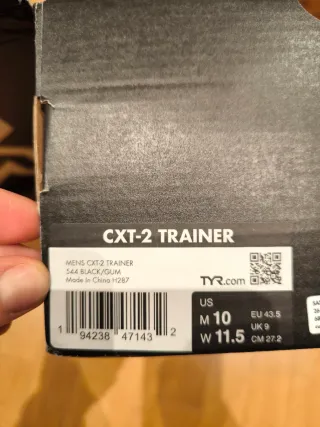 CXT-2 TRAINER
MENS CXT-2 TRAINER
544 BLACK/GUM
Made in China H287
TYR.com
1 94238 47143 2
US
M 10
W 11.5
EU 43.5
UK 9
CM 27.2